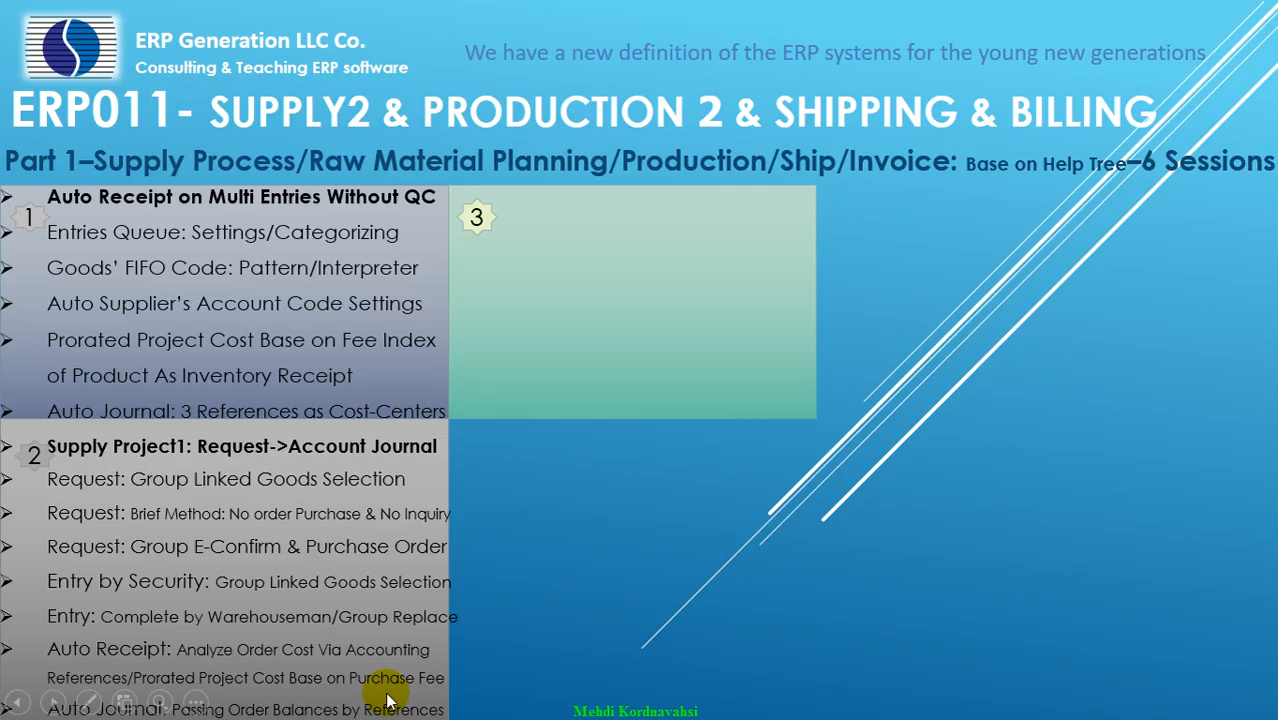 ERP Generation LLC Co.
Consulting & Teaching ERP software
We have a new definition of the ERP systems for the young new generations
ERP011- SUPPLY2 & PRODUCTION 2 & SHIPPING & BILLING
Part 1–Supply Process/Raw Material Planning/Production/Ship/Invoice: Base on Help Tree–6 Sessions
1
Auto Receipt on Multi Entries Without QC
Entries Queue: Settings/Categorizing
Goods’ FIFO Code: Pattern/Interpreter
Auto Supplier’s Account Code Settings
Prorated Project Cost Base on Fee Index
of Product As Inventory Receipt
Auto Journal: 3 References as Cost-Centers
2
Supply Project1: Request->Account Journal
Request: Group Linked Goods Selection
Request: Brief Method: No order Purchase & No Inquiry
Request: Group E-Confirm & Purchase Order
Entry by Security: Group Linked Goods Selection
Entry: Complete by Warehouseman/Group Replace
Auto Receipt: Analyze Order Cost Via Accounting
References/Prorated Project Cost Base on Purchase Fee
Auto Journal: Passing Order Balances by References
3
Mehdi Kordnavahsi